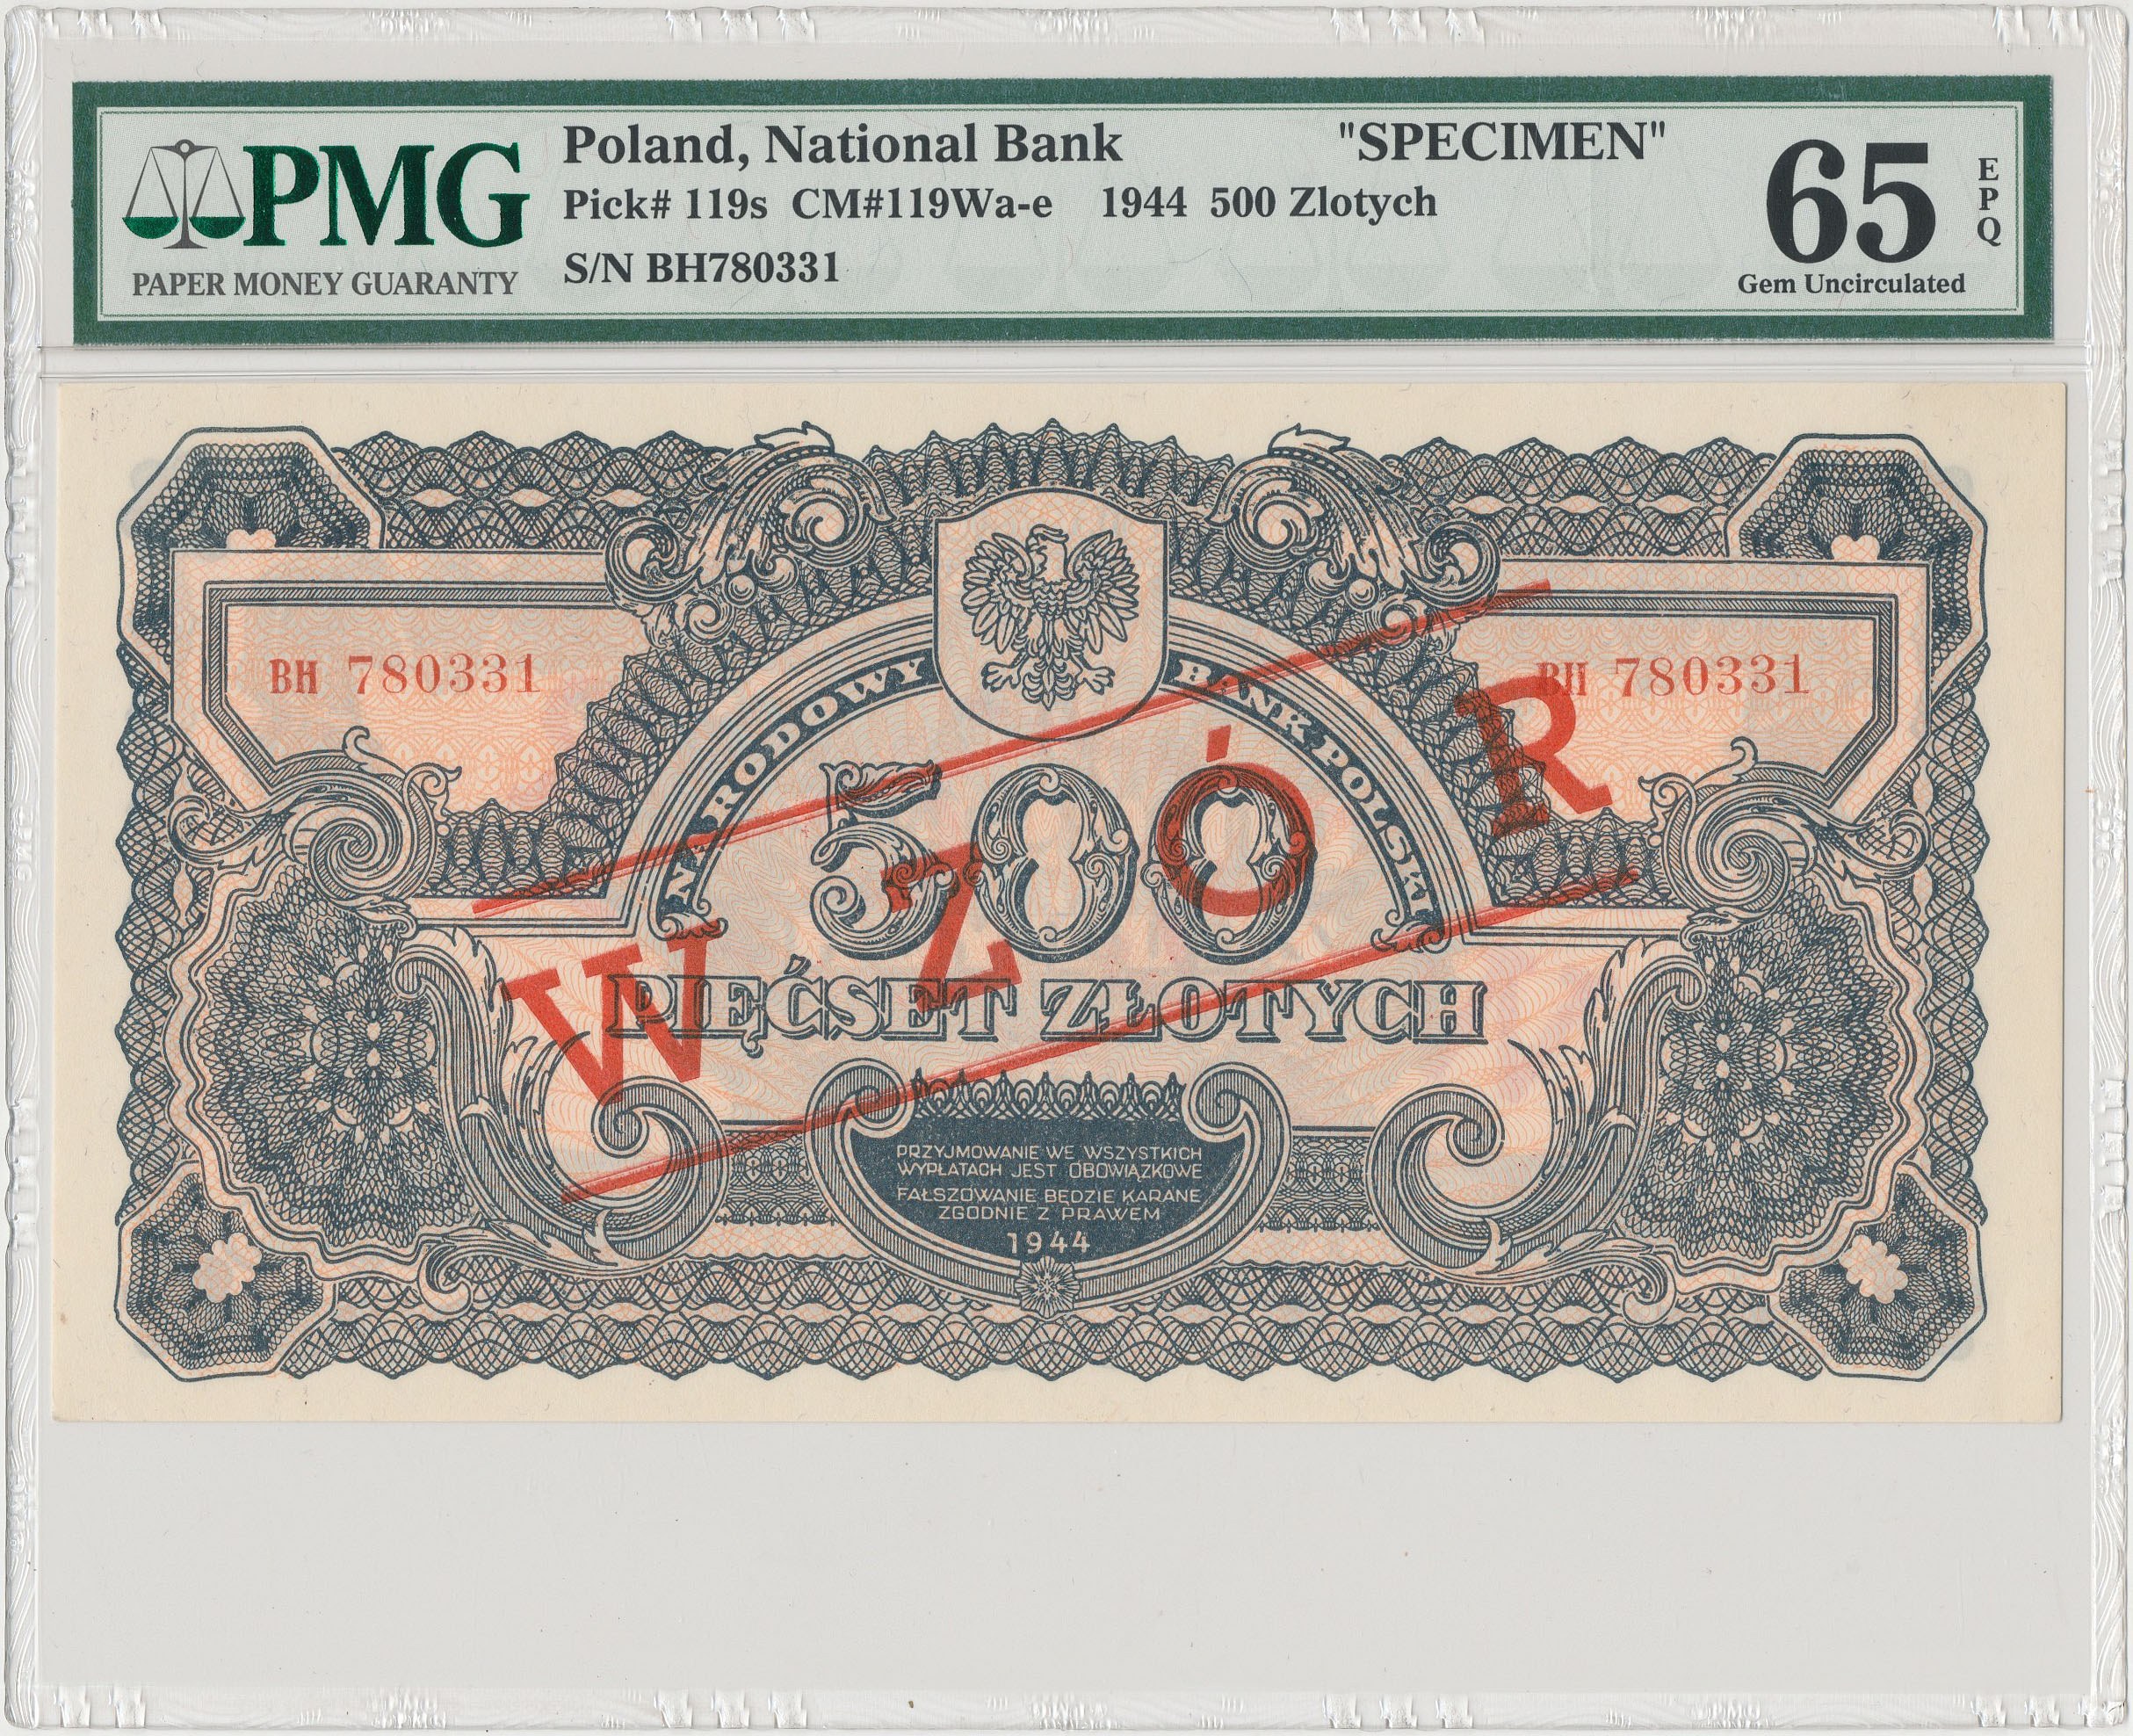 PMG
PAPER MONEY GUARANTY
Poland, National Bank "SPECIMEN"
Pick# 119s CM#119Wa-e 1944 500 Zlotych
S/N BH780331
65
EPQ
Gem Uncirculated
NARODOWY BANK POLSKI
BH 780331
BH 780331
500
WZÓR
PIĘĆSET ZŁOTYCH
PRZYJMOWANIE WE WSZYSTKICH
WYPŁATACH JEST OBOWIĄZKOWE
FAŁSZOWANIE BĘDZIE KARANE
ZGODNIE Z PRAWEM
1944